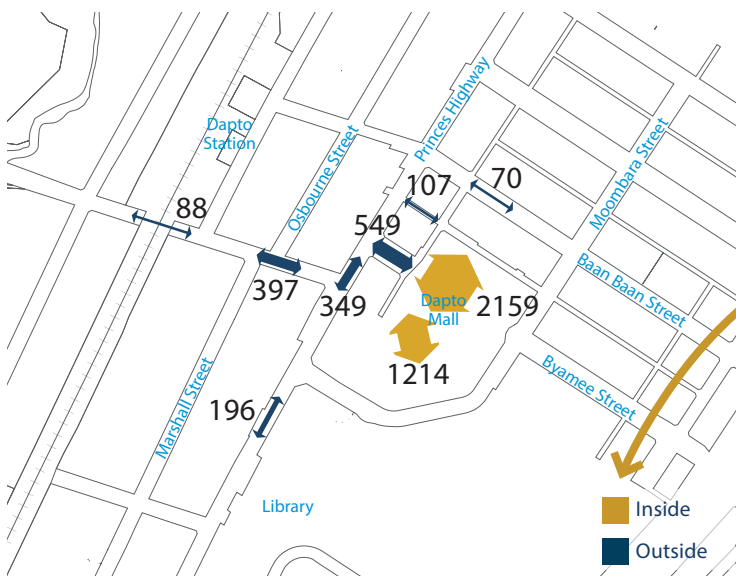 Princes Highway
Dapto
Station
Osbourne Street
Moombara Street
107
70
88
549
397
349
Baan Baan Street
Dapto
Mall
2159
1214
Byamee Street
Marshall Street
196
Library
Inside
Outside